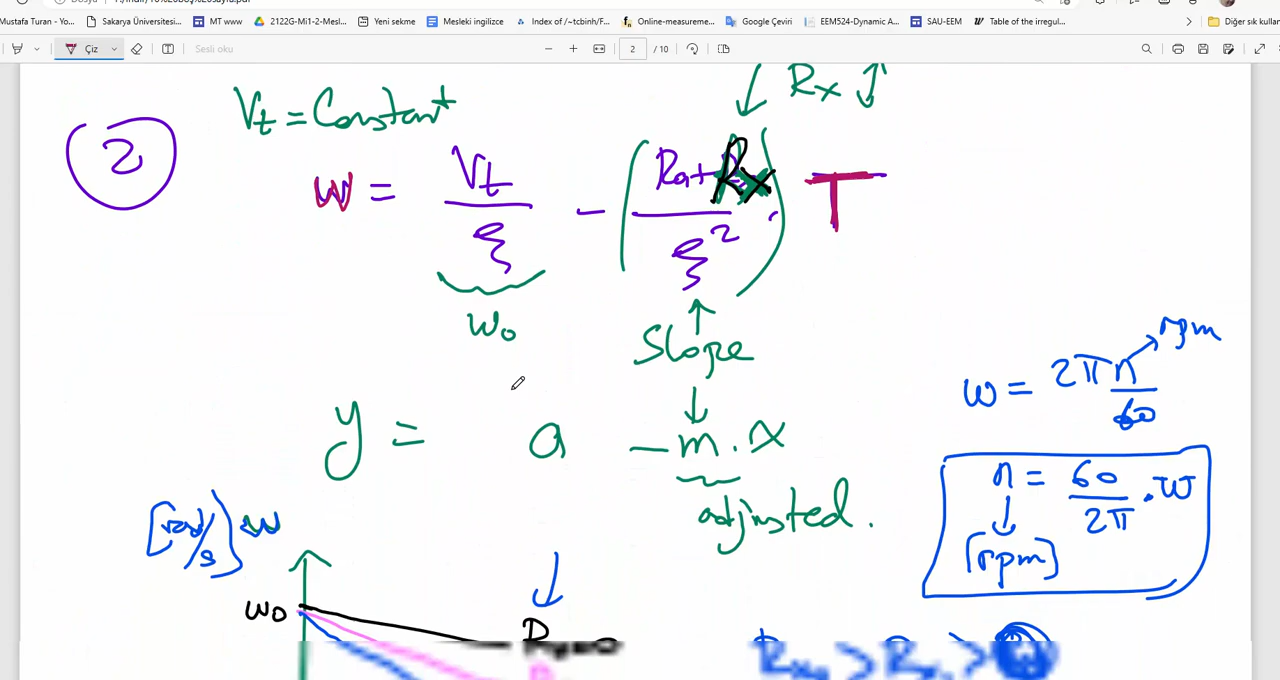 Mustafa Turan - Yo...
Sakarya Üniversitesi...
MT www
2122G-Mi1-2-Mesl...
Yeni sekme
Mesleki ingilizce
Index of /~tcbinh/F...
Online-measureme...
Google Çeviri
EEM524-Dynamic A...
SAU-EEM
Table of the irregul...
Diğer sık kullan
Çiz
Sesli oku
2 / 10
Rx ↕
Vt = Constant
2
w = Vt/ξ - (Ra+Rx/ξ²) T
w0
Slope
rpm
w = 2πn/60
y = a - m . x
n = 60/2π . w
[rpm]
adjusted.
[rad/s] w
w0